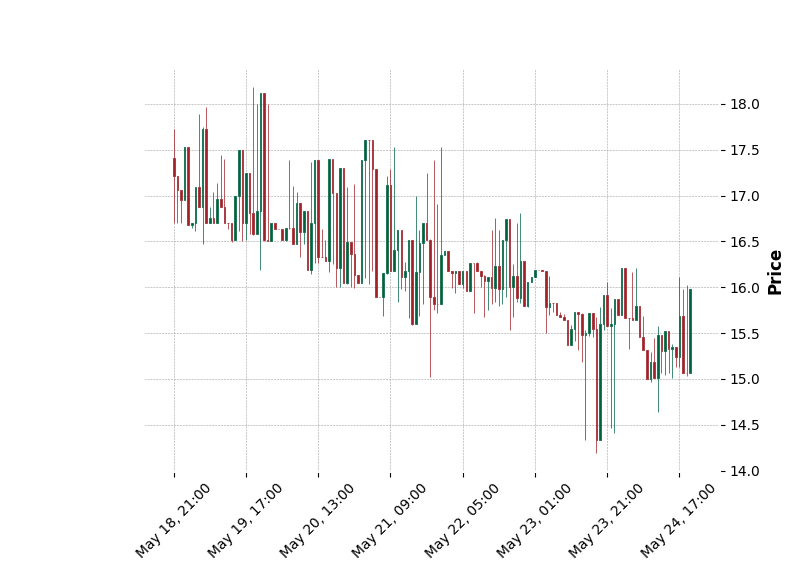 18.0
17.5
17.0
16.5
16.0
15.5
15.0
14.5
14.0
Price
May 18, 21:00
May 19, 17:00
May 20, 13:00
May 21, 09:00
May 22, 05:00
May 23, 01:00
May 23, 21:00
May 24, 17:00